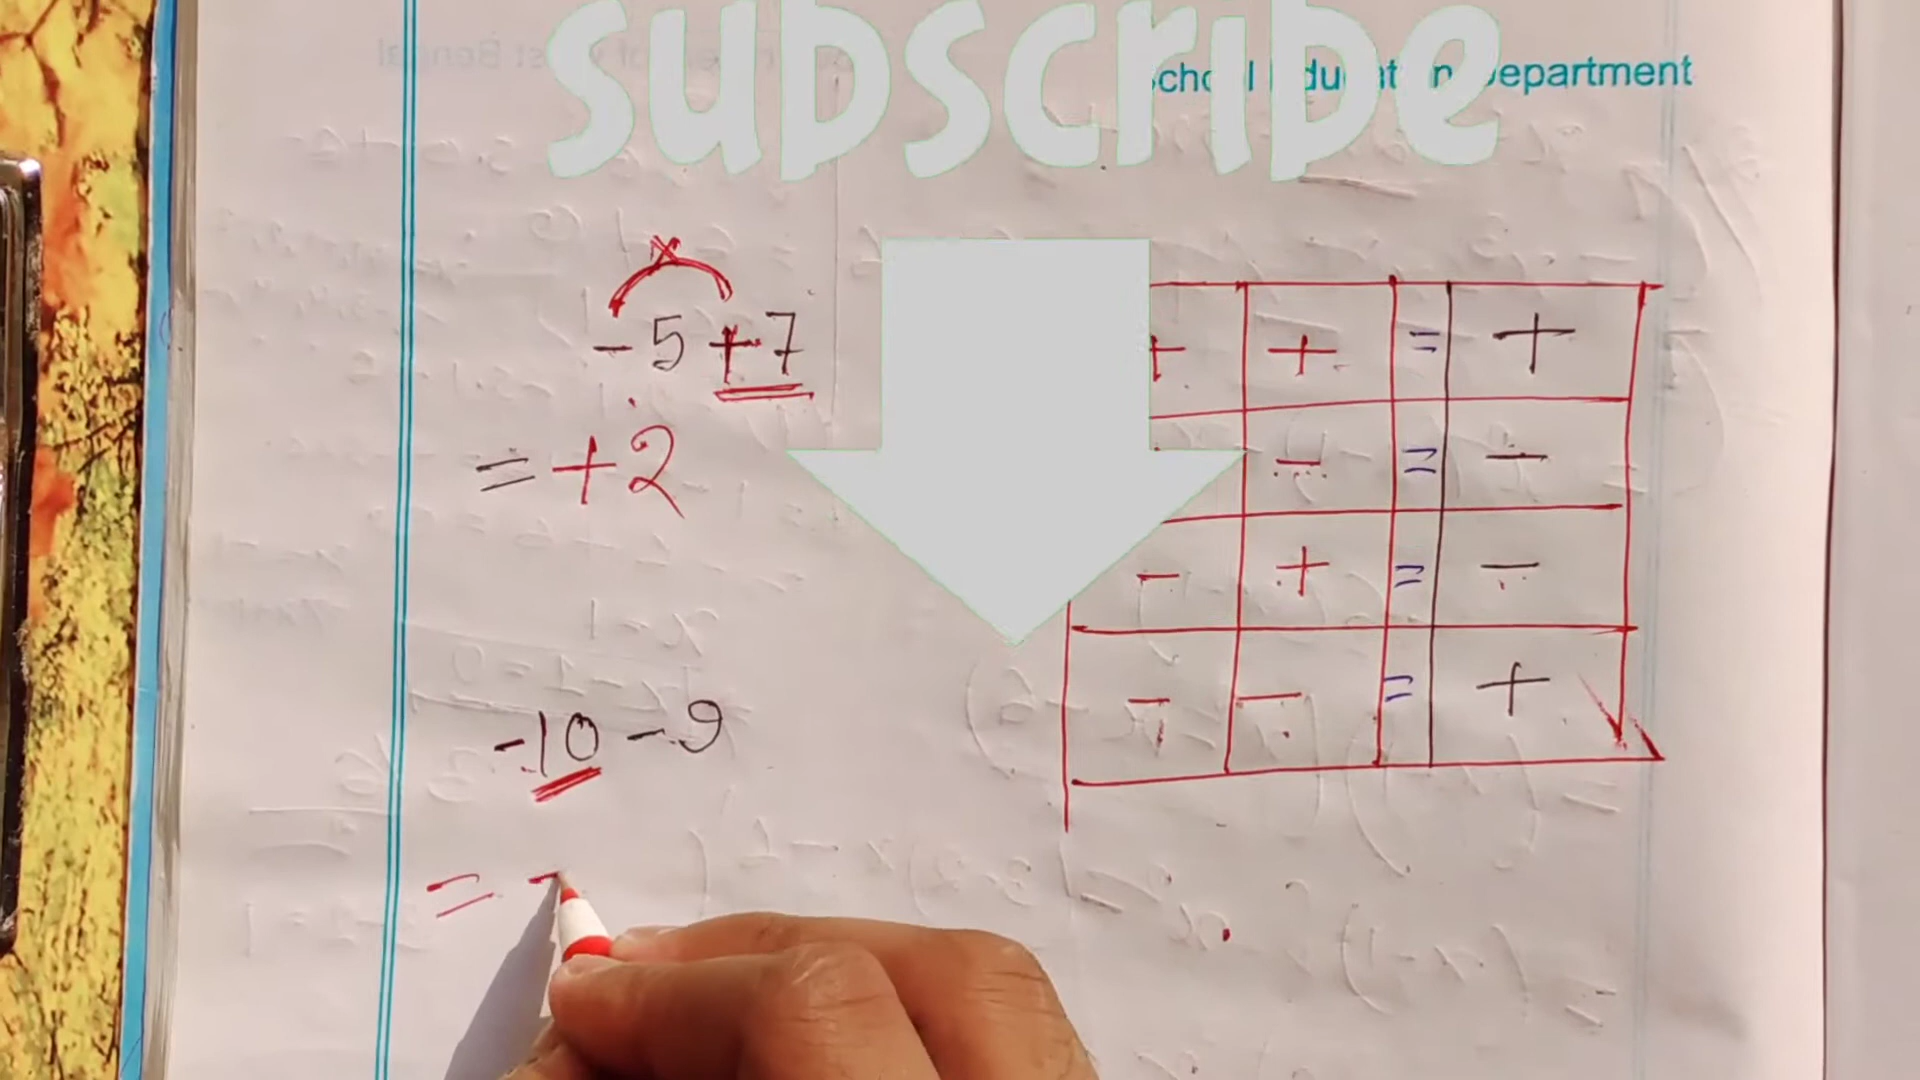 subscribe
School Education Department
×
-5+7
= +2
-10-9
= -
+ + = +
- = -
- + = -
- - = +